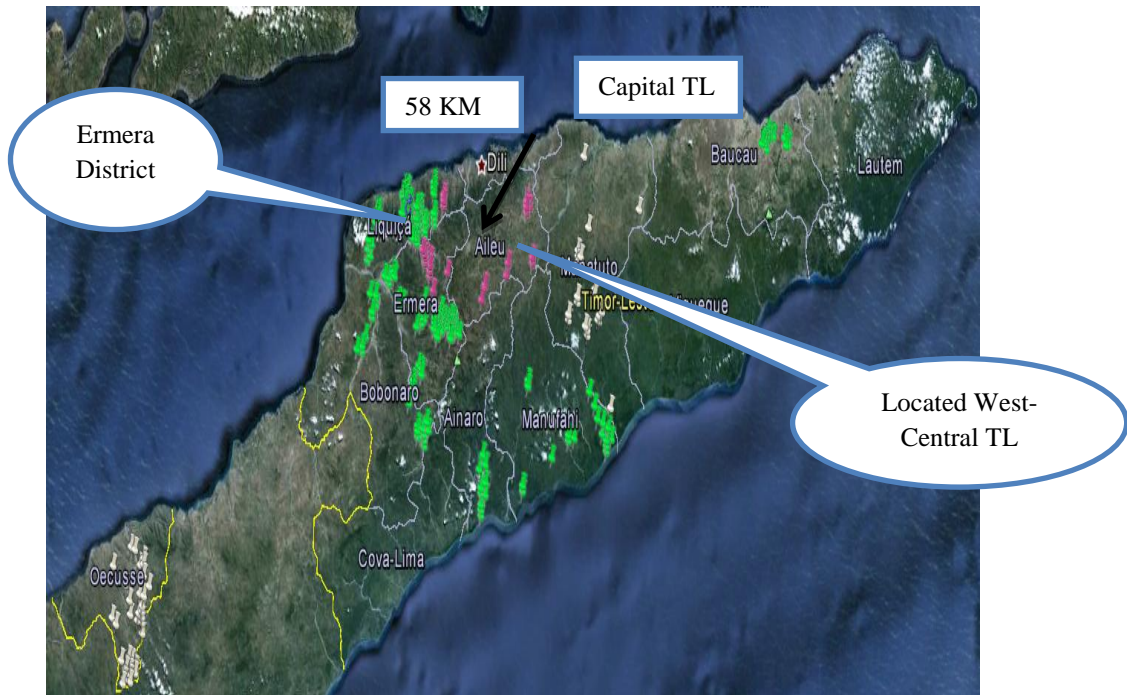 Capital TL
58 KM
Ermera
District
Dili
Baucau
Lautem
Liquiçá
Aileu
Manatuto
Timor-Leste
Ermera
Located West-
Central TL
Bobonaro
Ainaro
Manufahi
Cova-Lima
Oecusse